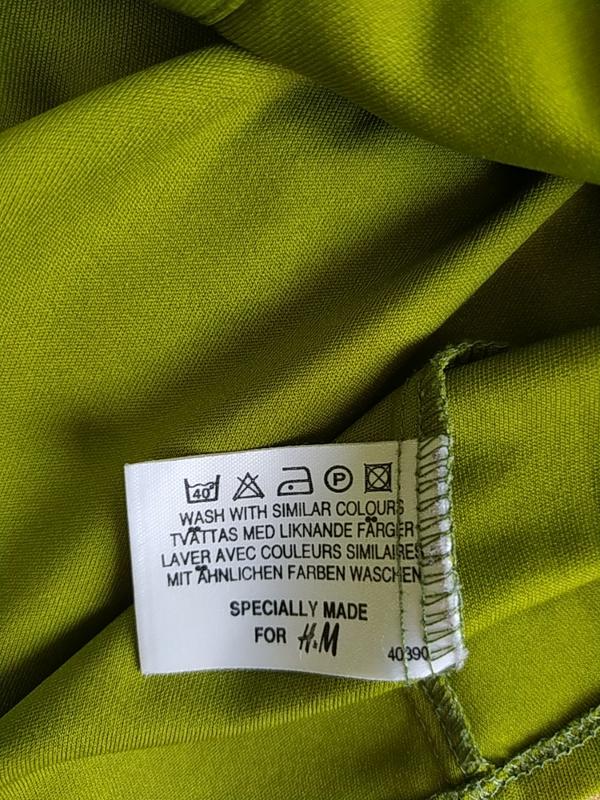 40 P
WASH WITH SIMILAR COLOURS
TVÄTTAS MED LIKNANDE FÄRGER
LAVER AVEC COULEURS SIMILAIRES
MIT ÄHNLICHEN FARBEN WASCHEN
SPECIALLY MADE
FOR H&M
40390